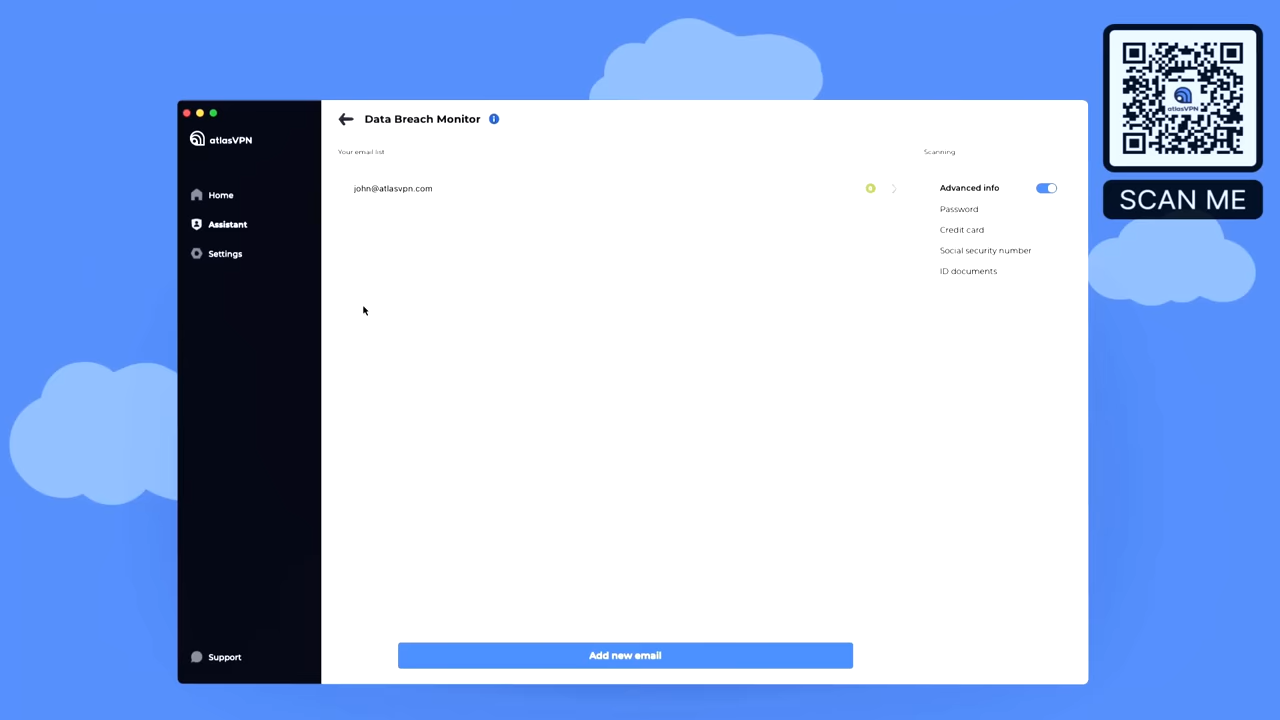 atlasVPN
Home
Assistant
Settings
Support
Data Breach Monitor
Your email list
john@atlasvpn.com
Scanning
Advanced info
Password
Credit card
Social security number
ID documents
Add new email
atlasVPN
SCAN ME